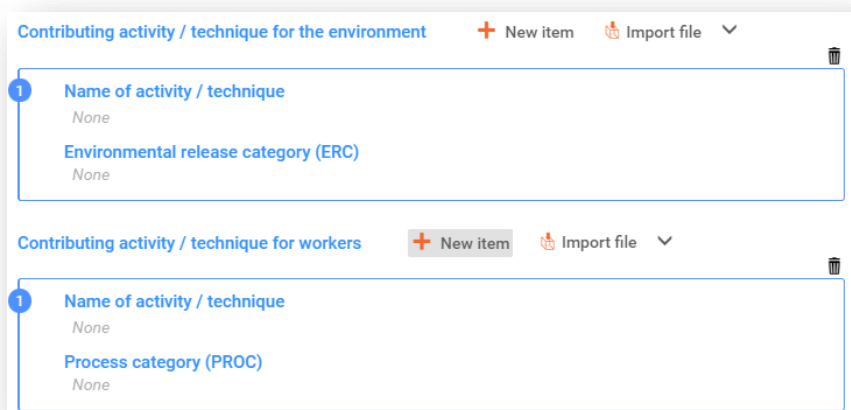 Contributing activity / technique for the environment New item Import file
1 Name of activity / technique
None
Environmental release category (ERC)
None
Contributing activity / technique for workers New item Import file
1 Name of activity / technique
None
Process category (PROC)
None